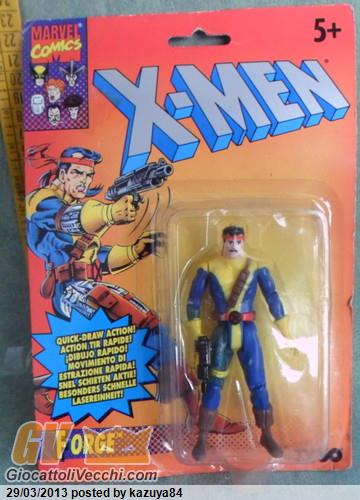 MARVEL
COMICS
5+
X-MEN
QUICK-DRAW ACTION!
ACTION TIR RAPIDE!
¡DIBUJO RAPIDO!
MOVIMIENTO DI
ESTRAZIONE RAPIDA!
SNEL SCHIETEN AKTIE!
BESONDERS SCHNELLE
LASEREINHEIT!
FORGE
GV
GiocattoliVecchi.com
29/03/2013 posted by kazuya84